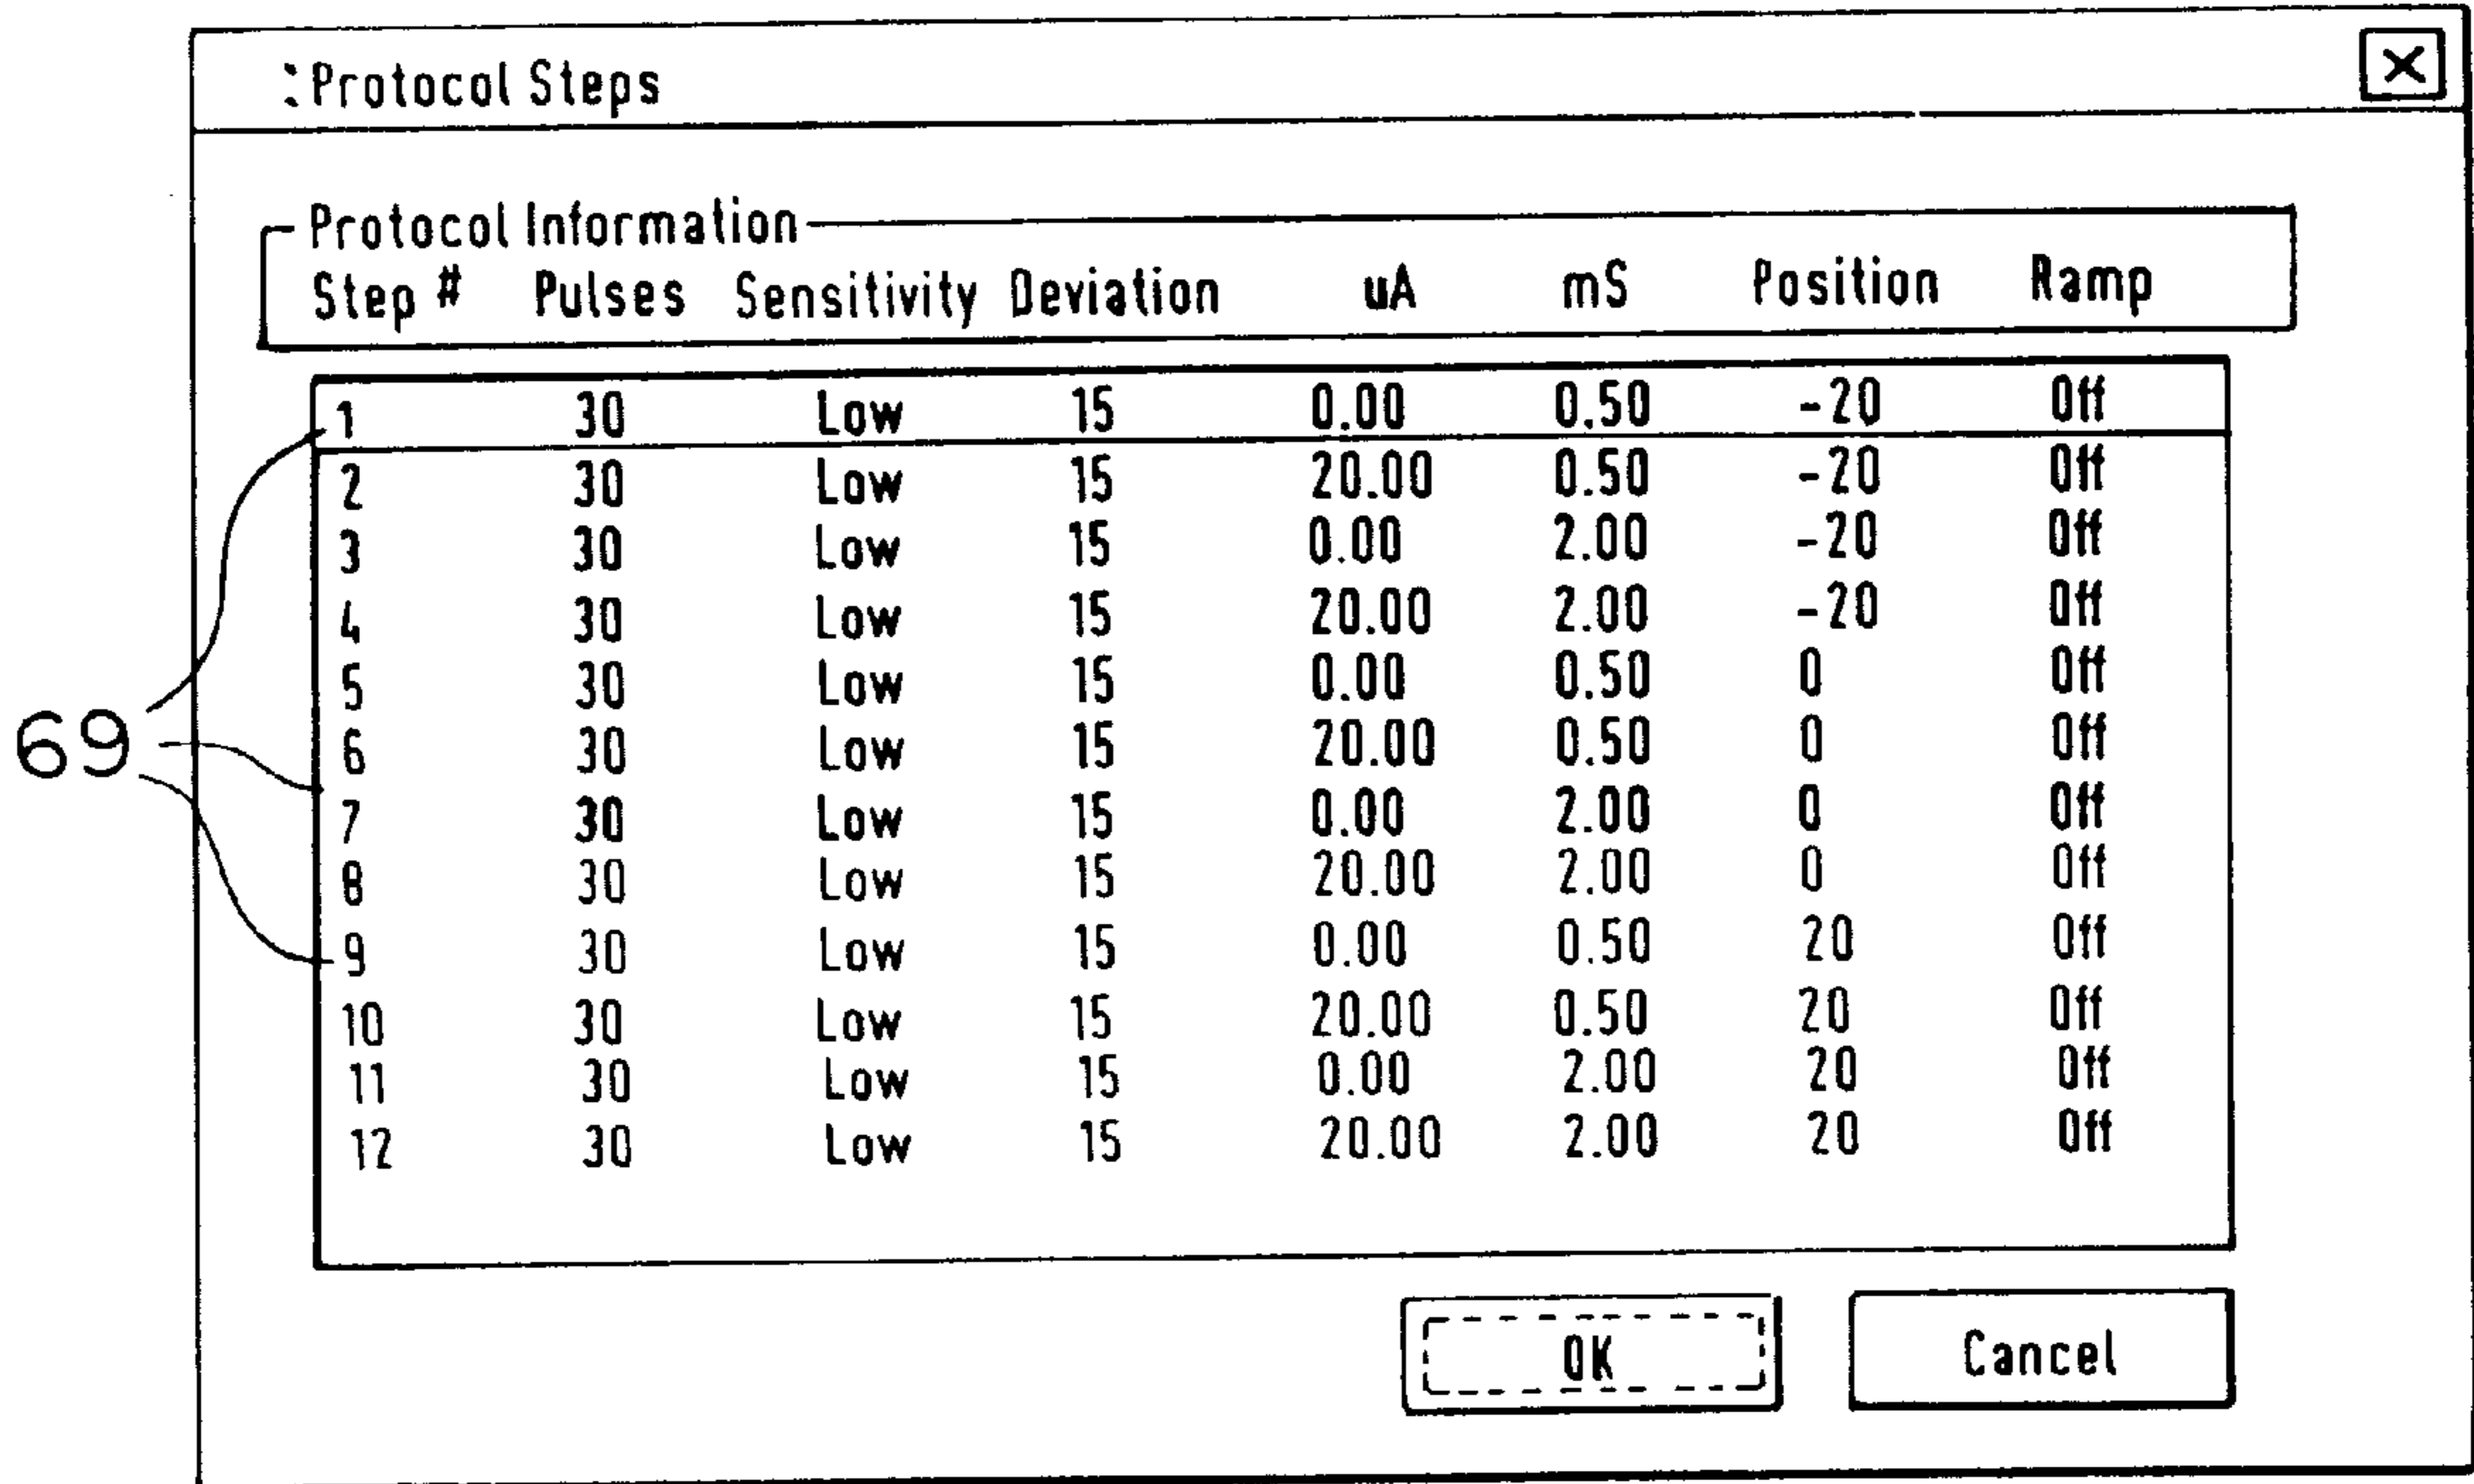 Protocol Steps
Protocol Information
Step # Pulses Sensitivity Deviation uA mS Position Ramp
1 30 Low 15 0.00 0.50 -20 Off
2 30 Low 15 20.00 0.50 -20 Off
3 30 Low 15 0.00 2.00 -20 Off
4 30 Low 15 20.00 2.00 -20 Off
5 30 Low 15 0.00 0.50 0 Off
6 30 Low 15 20.00 0.50 0 Off
7 30 Low 15 0.00 2.00 0 Off
8 30 Low 15 20.00 2.00 0 Off
9 30 Low 15 0.00 0.50 20 Off
10 30 Low 15 20.00 0.50 20 Off
11 30 Low 15 0.00 2.00 20 Off
12 30 Low 15 20.00 2.00 20 Off
69
OK Cancel